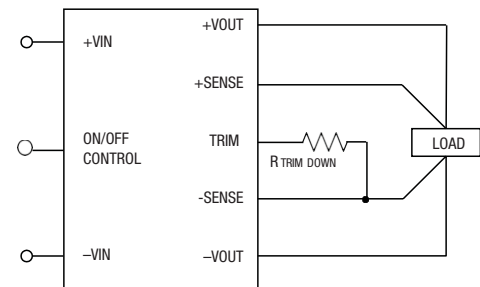 +VOUT
+VIN
+SENSE
ON/OFF
CONTROL
TRIM
LOAD
R TRIM DOWN
-SENSE
–VIN
–VOUT